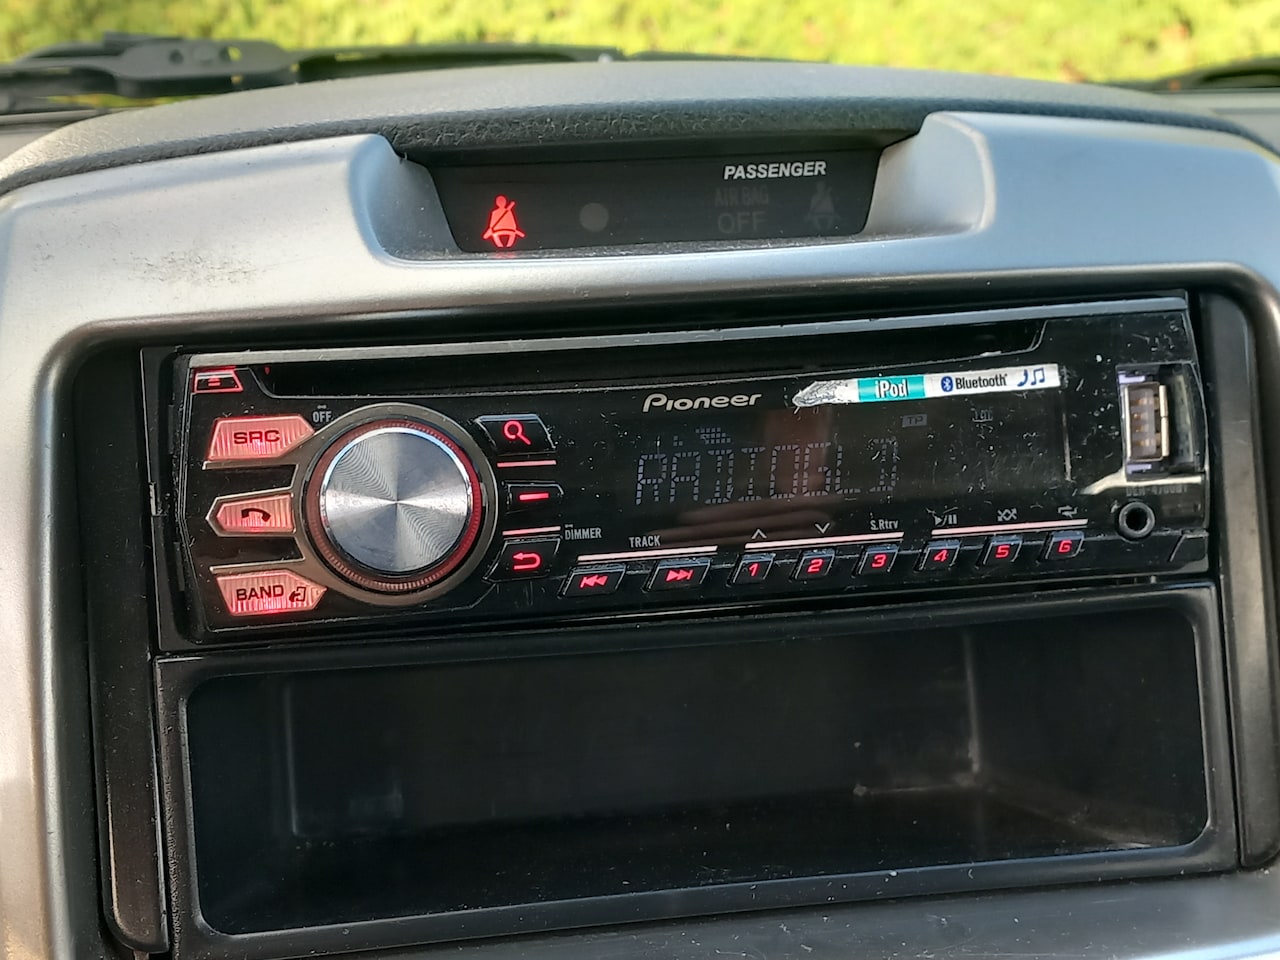 PASSENGER
AIR BAG
OFF
iPod Bluetooth
Pioneer
OFF
SRC
TP
DIMMER
TRACK
S.Rtrv
BAND
1 2 3 4 5 6